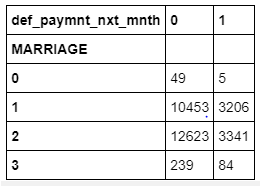 def_paymnt_nxt_mnth 0 1
MARRIAGE
0 49 5
1 10453 3206
2 12623 3341
3 239 84